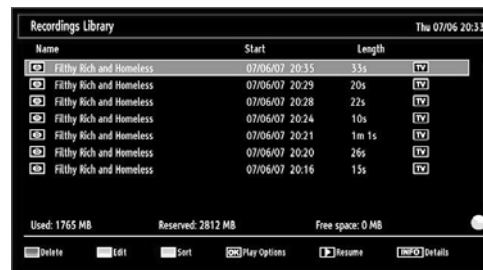 Recordings Library Thu 07/06 20:33
Name Start Length
Filthy Rich and Homeless 07/06/07 20:35 33s TV
Filthy Rich and Homeless 07/06/07 20:29 20s TV
Filthy Rich and Homeless 07/06/07 20:28 22s TV
Filthy Rich and Homeless 07/06/07 20:24 10s TV
Filthy Rich and Homeless 07/06/07 20:21 1m 1s TV
Filthy Rich and Homeless 07/06/07 20:20 26s TV
Filthy Rich and Homeless 07/06/07 20:16 15s TV
Used: 1765 MB Reserved: 2812 MB Free space: 0 MB
Delete Edit Sort OK Play Options Resume INFO Details